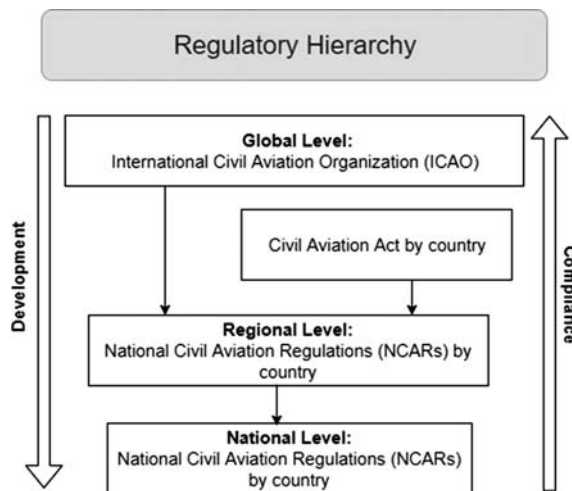 Regulatory Hierarchy
Global Level:
International Civil Aviation Organization (ICAO)
Civil Aviation Act by country
Regional Level:
National Civil Aviation Regulations (NCARs) by
country
National Level:
National Civil Aviation Regulations (NCARs)
by country
Development
Compliance